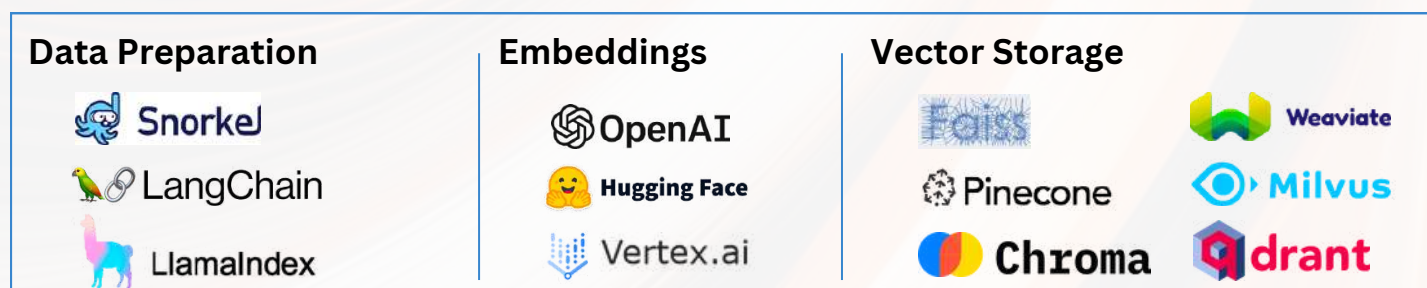 Data Preparation
Snorkel
LangChain
LlamaIndex
Embeddings
OpenAI
Hugging Face
Vertex.ai
Vector Storage
Faiss
Pinecone
Chroma
Weaviate
Milvus
qdrant